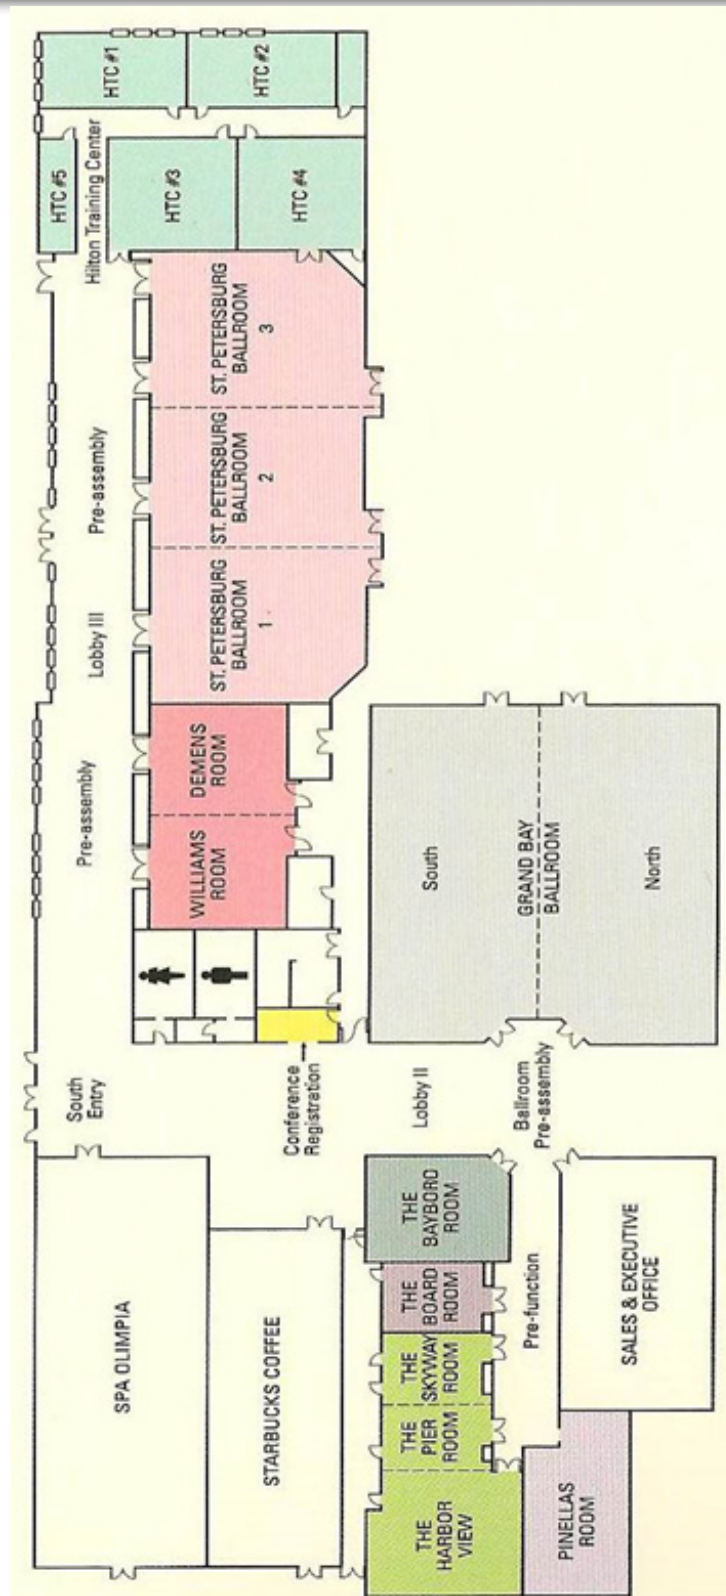 HTC #1
HTC #2
HTC #5
Hilton Training Center
HTC #3
HTC #4
Pre-assembly
ST. PETERSBURG
BALLROOM
3
ST. PETERSBURG
BALLROOM
2
Lobby III
ST. PETERSBURG
BALLROOM
1
Pre-assembly
DEMENS
ROOM
WILLIAMS
ROOM
South
GRAND BAY
BALLROOM
North
South
Entry
Conference
Registration
Lobby II
Ballroom
Pre-assembly
SPA OLIMPIA
STARBUCKS COFFEE
THE
BAYBORO
ROOM
THE
BOARD
ROOM
THE
SKYWAY
ROOM
THE
PIER
ROOM
THE
HARBOR
VIEW
Pre-function
SALES & EXECUTIVE
OFFICE
PINELLAS
ROOM